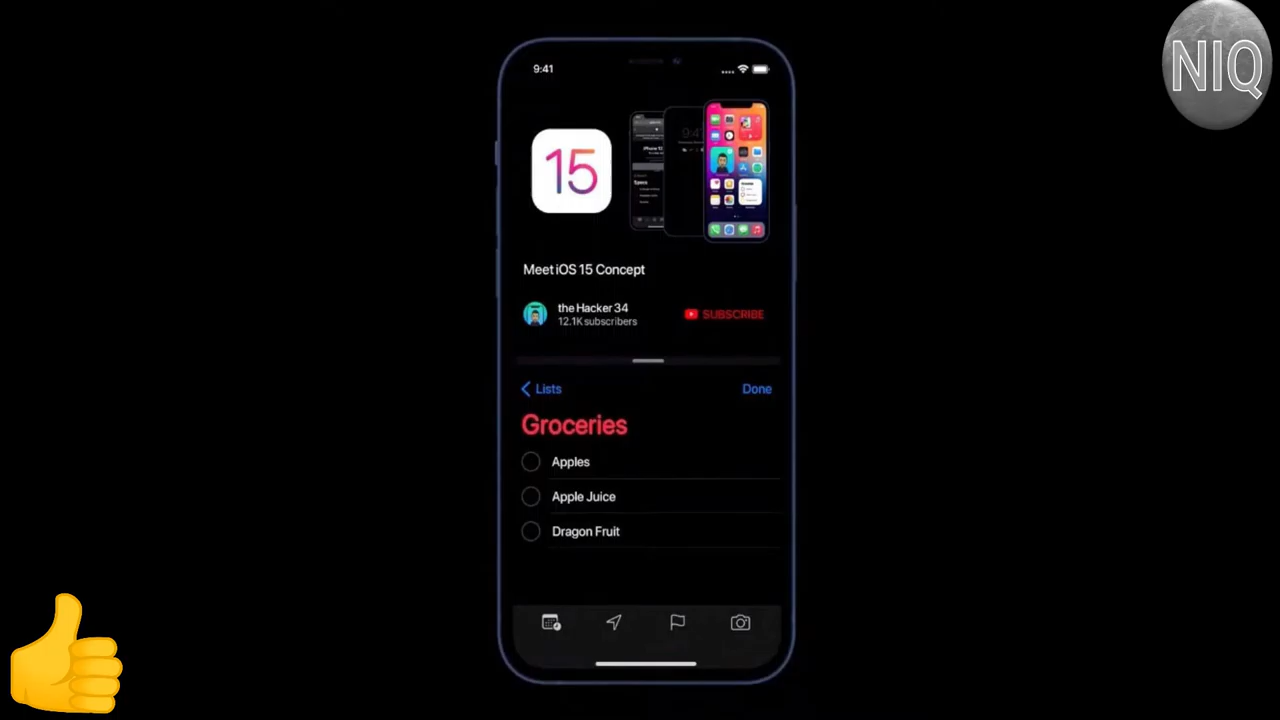 NIQ
9:41
15
Meet iOS 15 Concept
the Hacker 34
12.1K subscribers
SUBSCRIBE
Lists
Done
Groceries
Apples
Apple Juice
Dragon Fruit